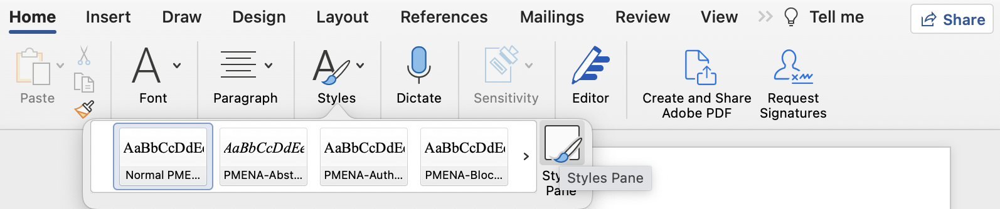 Home Insert Draw Design Layout References Mailings Review View >> Tell me Share
Paste Font Paragraph Styles Dictate Sensitivity Editor Create and Share Adobe PDF Request Signatures
AaBbCcDdE AaBbCcDdEe AaBbCcDdE AaBbCcDdE
Normal PME... PMENA-Abst... PMENA-Auth... PMENA-Bloc...
Pane
Styles Pane